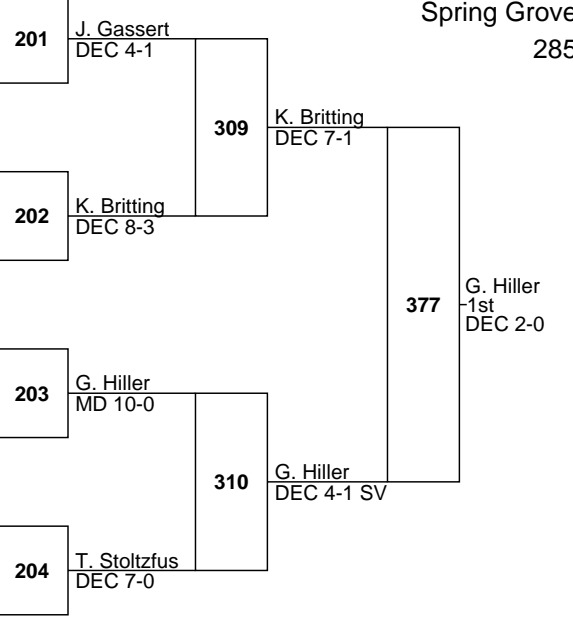 Spring Grove
285
201
J. Gassert
DEC 4-1
309
K. Britting
DEC 7-1
202
K. Britting
DEC 8-3
377
G. Hiller
1st
DEC 2-0
203
G. Hiller
MD 10-0
310
G. Hiller
DEC 4-1 SV
204
T. Stoltzfus
DEC 7-0